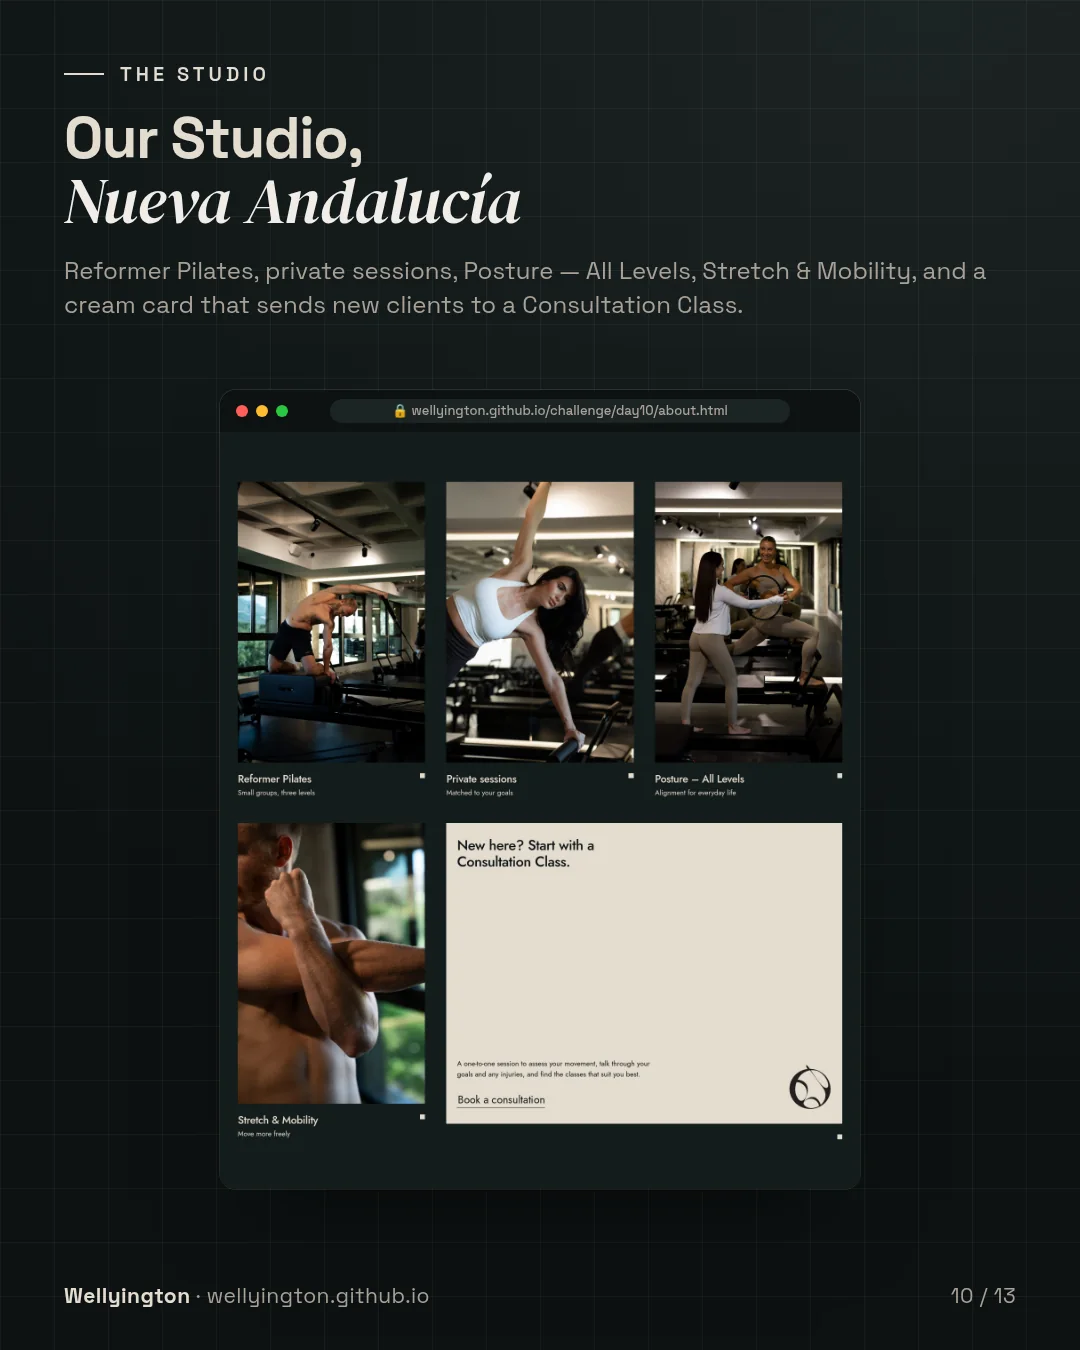 THE STUDIO
Our Studio,
Nueva Andalucía
Reformer Pilates, private sessions, Posture — All Levels, Stretch & Mobility, and a
cream card that sends new clients to a Consultation Class.
wellyington.github.io/challenge/day10/about.html
Reformer Pilates
Small groups, three levels
Private sessions
Matched to your goals
Posture – All Levels
Alignment for everyday life
New here? Start with a
Consultation Class.
A one-to-one session to assess your movement, talk through your
goals and any injuries, and find the classes that suit you best.
Book a consultation
Stretch & Mobility
Move more freely
Wellyington · wellyington.github.io
10 / 13